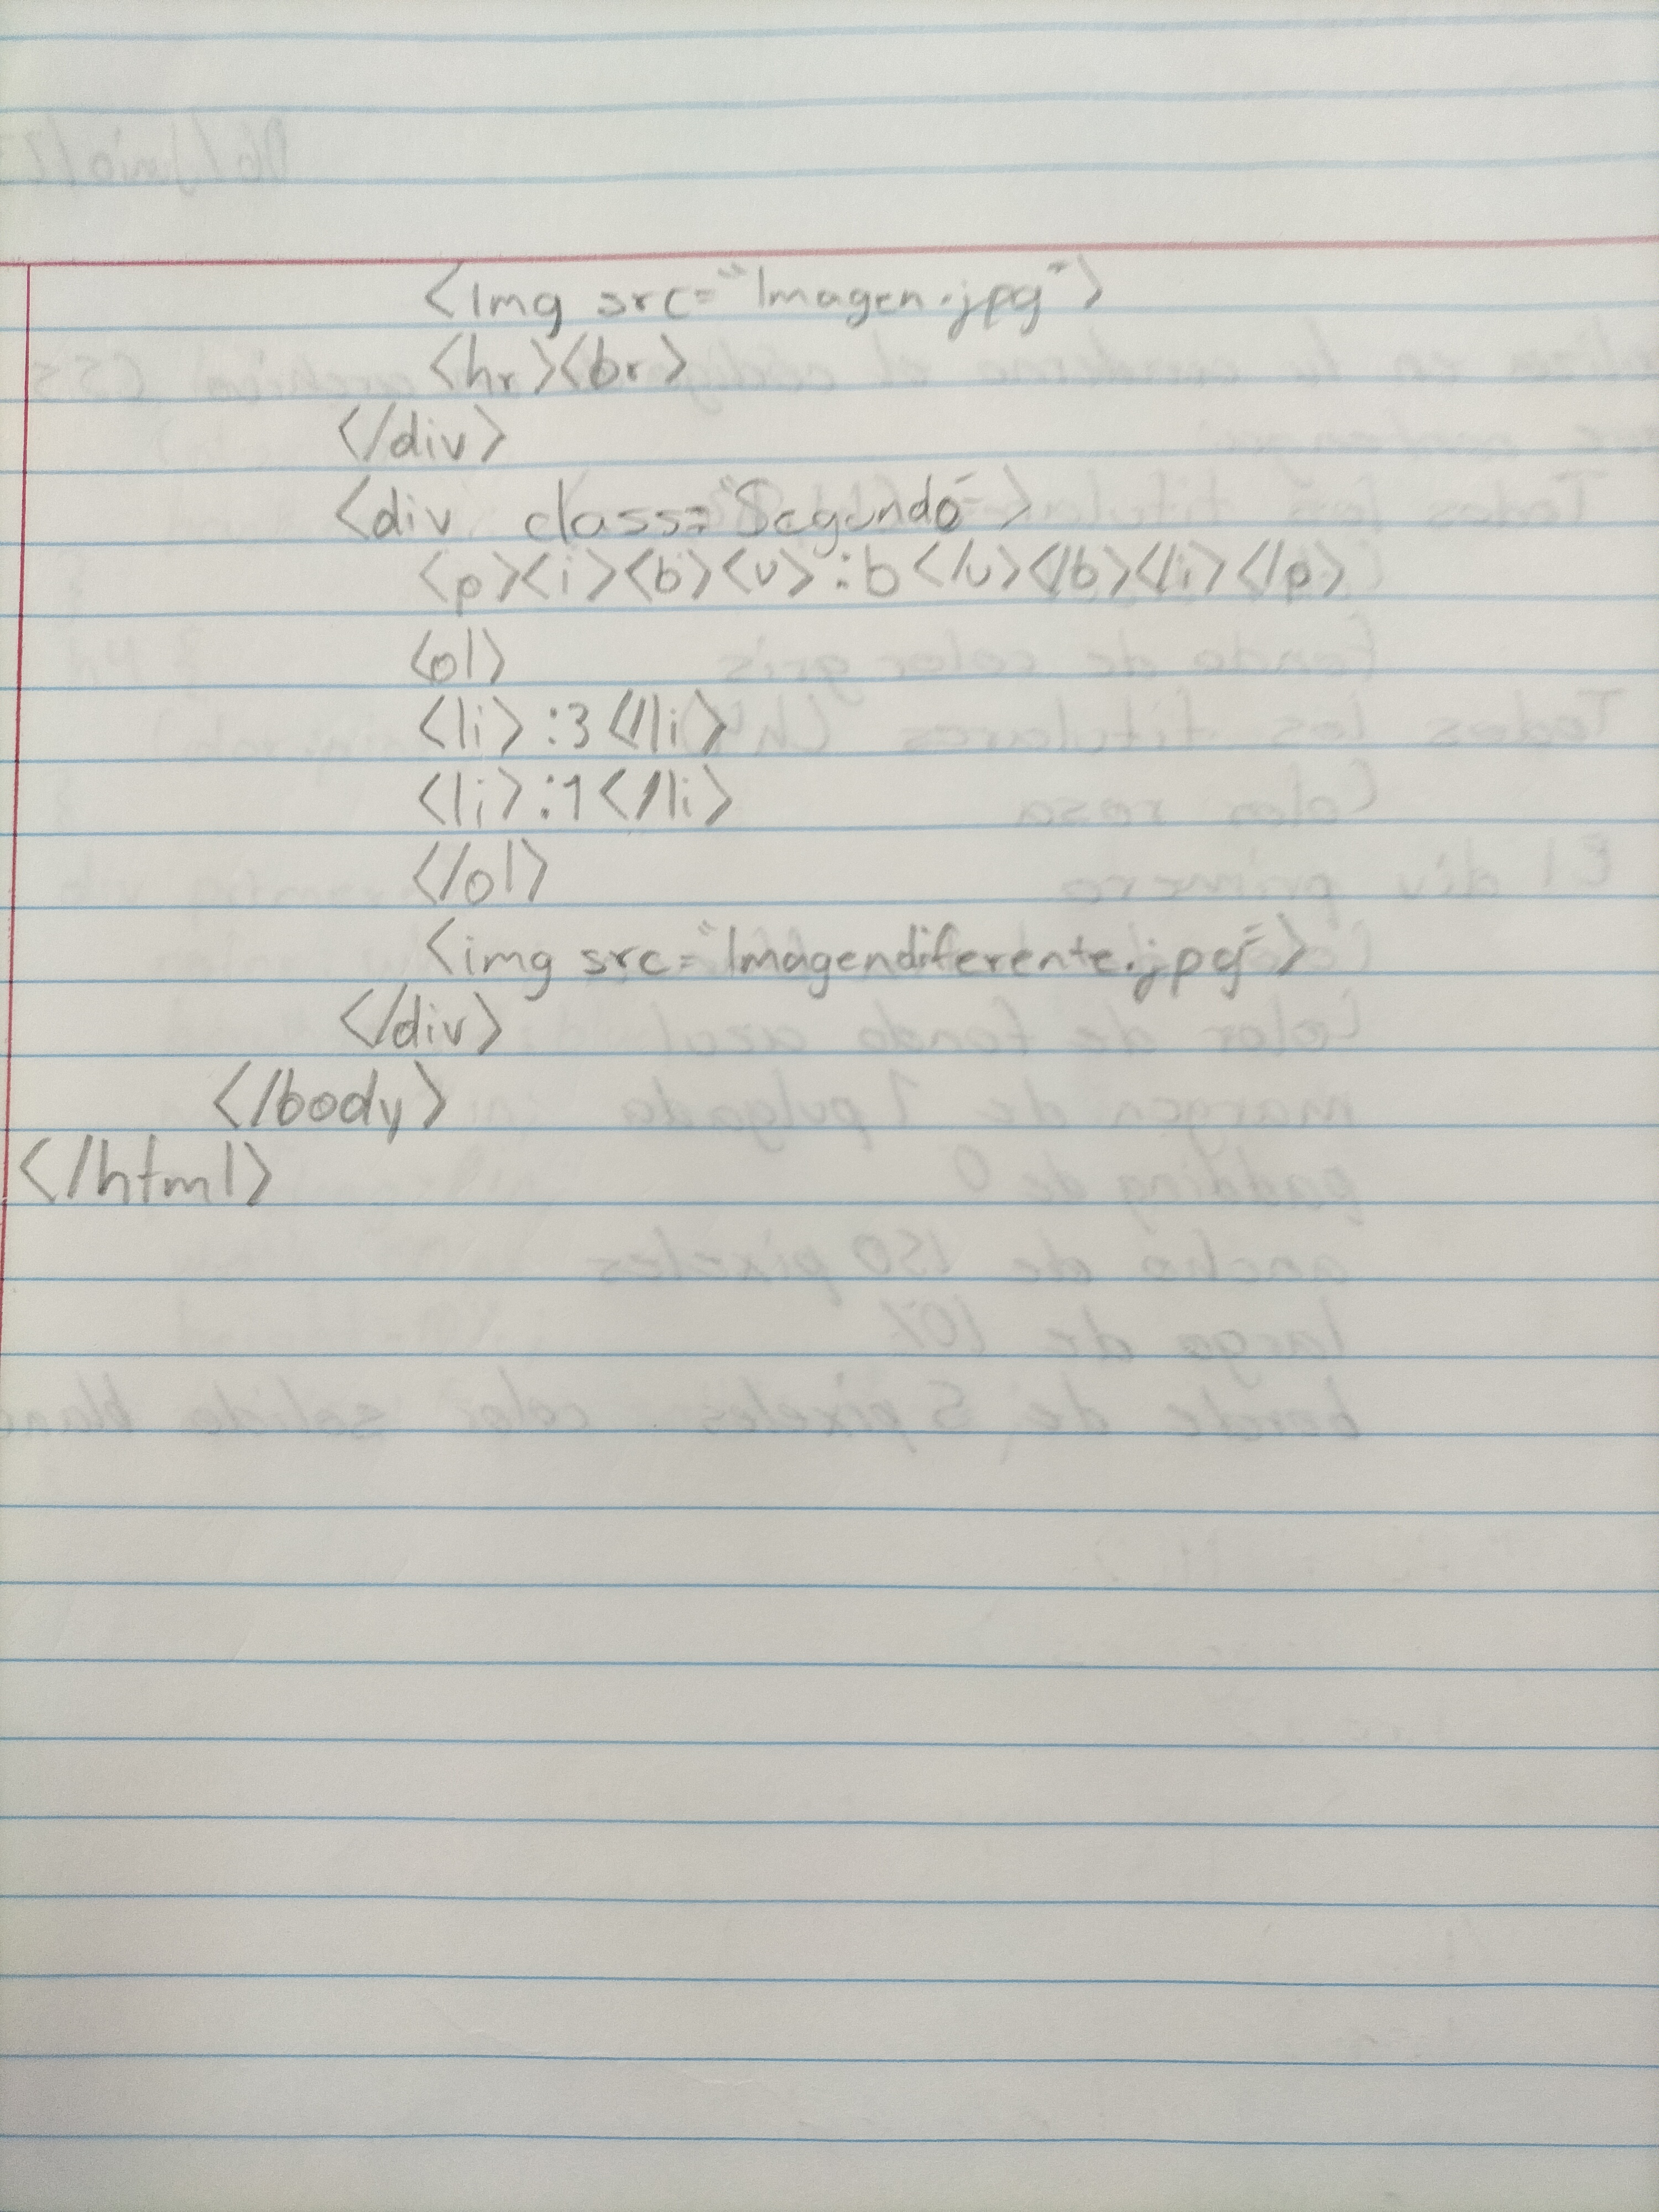 <img src="Imagen.jpg">
<hr><br>
</div>
<div class="Segundo">
<p><i><b><u>:b</u></b></i></p>
<ol>
<li>:3</li>
<li>:1</li>
</ol>
<img src="Imagendiferente.jpg">
</div>
</body>
</html>